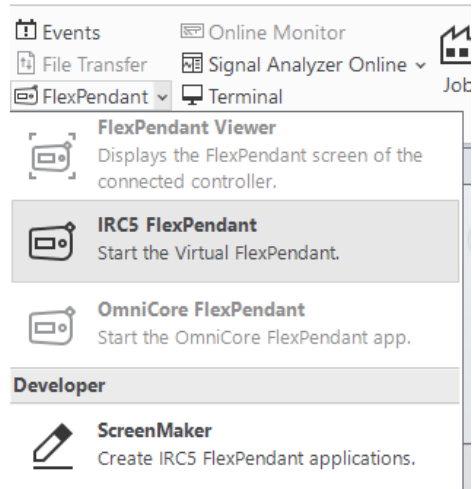 Events
Online Monitor
File Transfer
Signal Analyzer Online
FlexPendant
Terminal
Job
FlexPendant Viewer
Displays the FlexPendant screen of the
connected controller.
IRC5 FlexPendant
Start the Virtual FlexPendant.
OmniCore FlexPendant
Start the OmniCore FlexPendant app.
Developer
ScreenMaker
Create IRC5 FlexPendant applications.